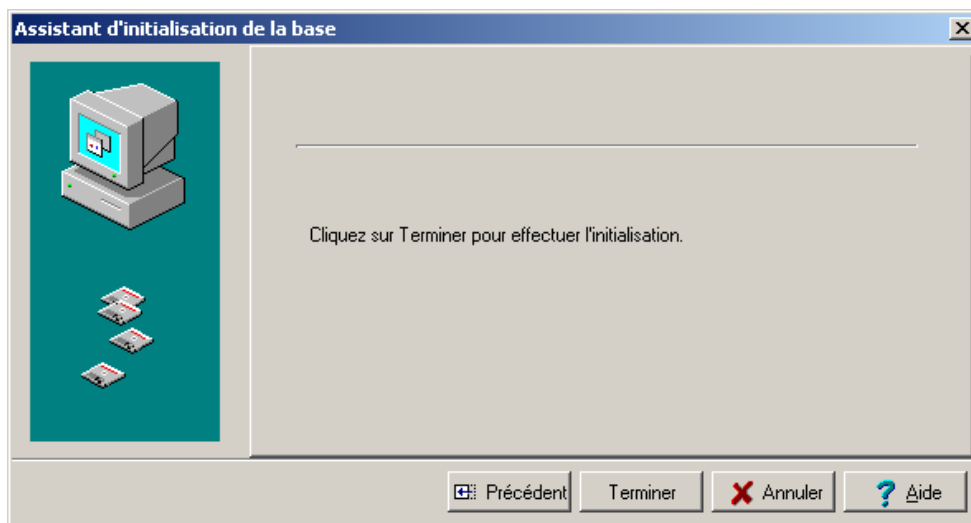 Assistant d'initialisation de la base
Cliquez sur Terminer pour effectuer l'initialisation.
Précédent
Terminer
Annuler
Aide